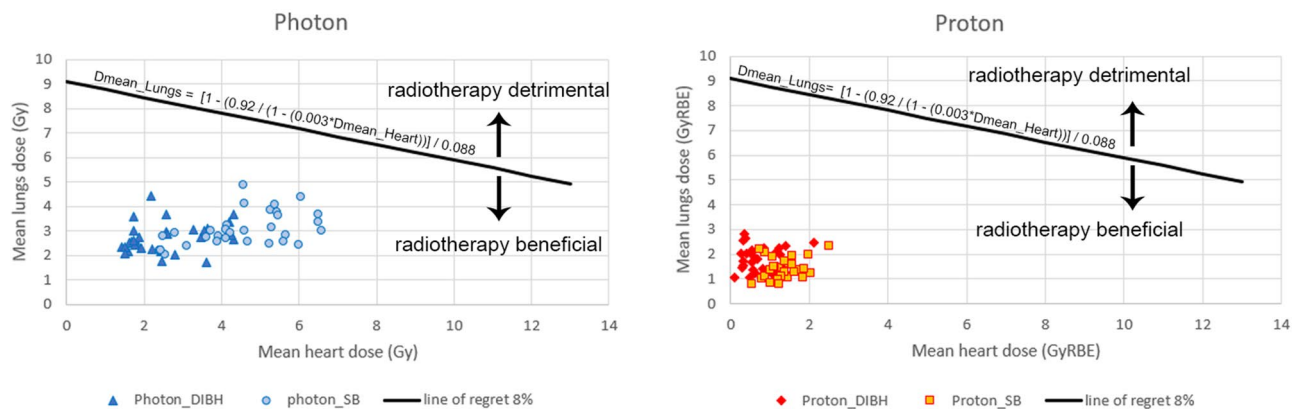 Photon
10
9
8
7
6
5
4
3
2
1
0
Mean lungs dose (Gy)
Dmean_Lungs = [1 - (0.92 / (1 - (0.003*Dmean_Heart))] / 0.088
radiotherapy detrimental
radiotherapy beneficial
0 2 4 6 8 10 12 14
Mean heart dose (Gy)
Photon_DIBH photon_SB line of regret 8%
Proton
10
9
8
7
6
5
4
3
2
1
0
Mean lungs dose (GyRBE)
Dmean_Lungs= [1 - (0.92 / (1 - (0.003*Dmean_Heart))] / 0.088
radiotherapy detrimental
radiotherapy beneficial
0 2 4 6 8 10 12 14
Mean heart dose (GyRBE)
Proton_DIBH Proton_SB line of regret 8%